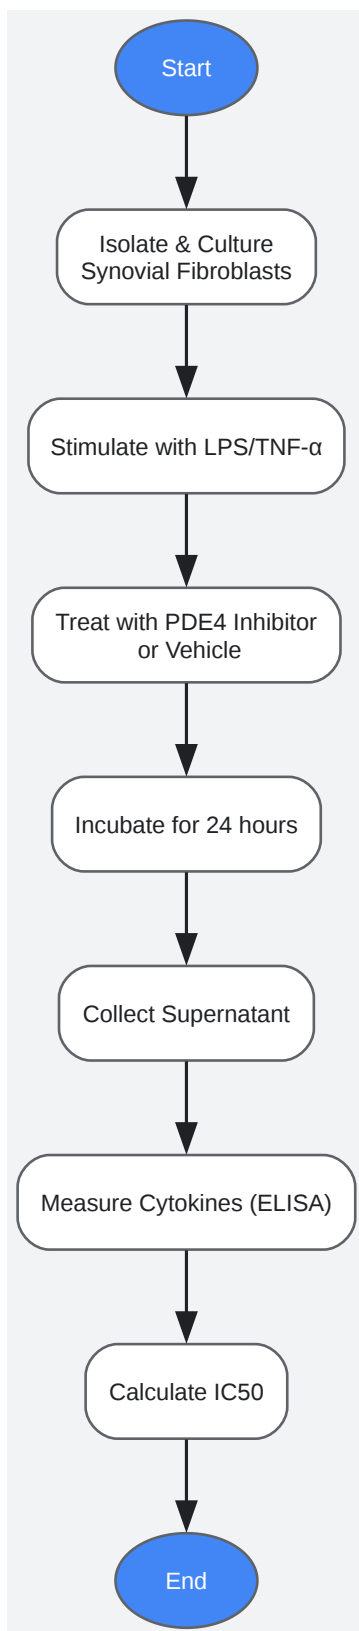 Start
Isolate & Culture
Synovial Fibroblasts
Stimulate with LPS/TNF-α
Treat with PDE4 Inhibitor
or Vehicle
Incubate for 24 hours
Collect Supernatant
Measure Cytokines (ELISA)
Calculate IC50
End